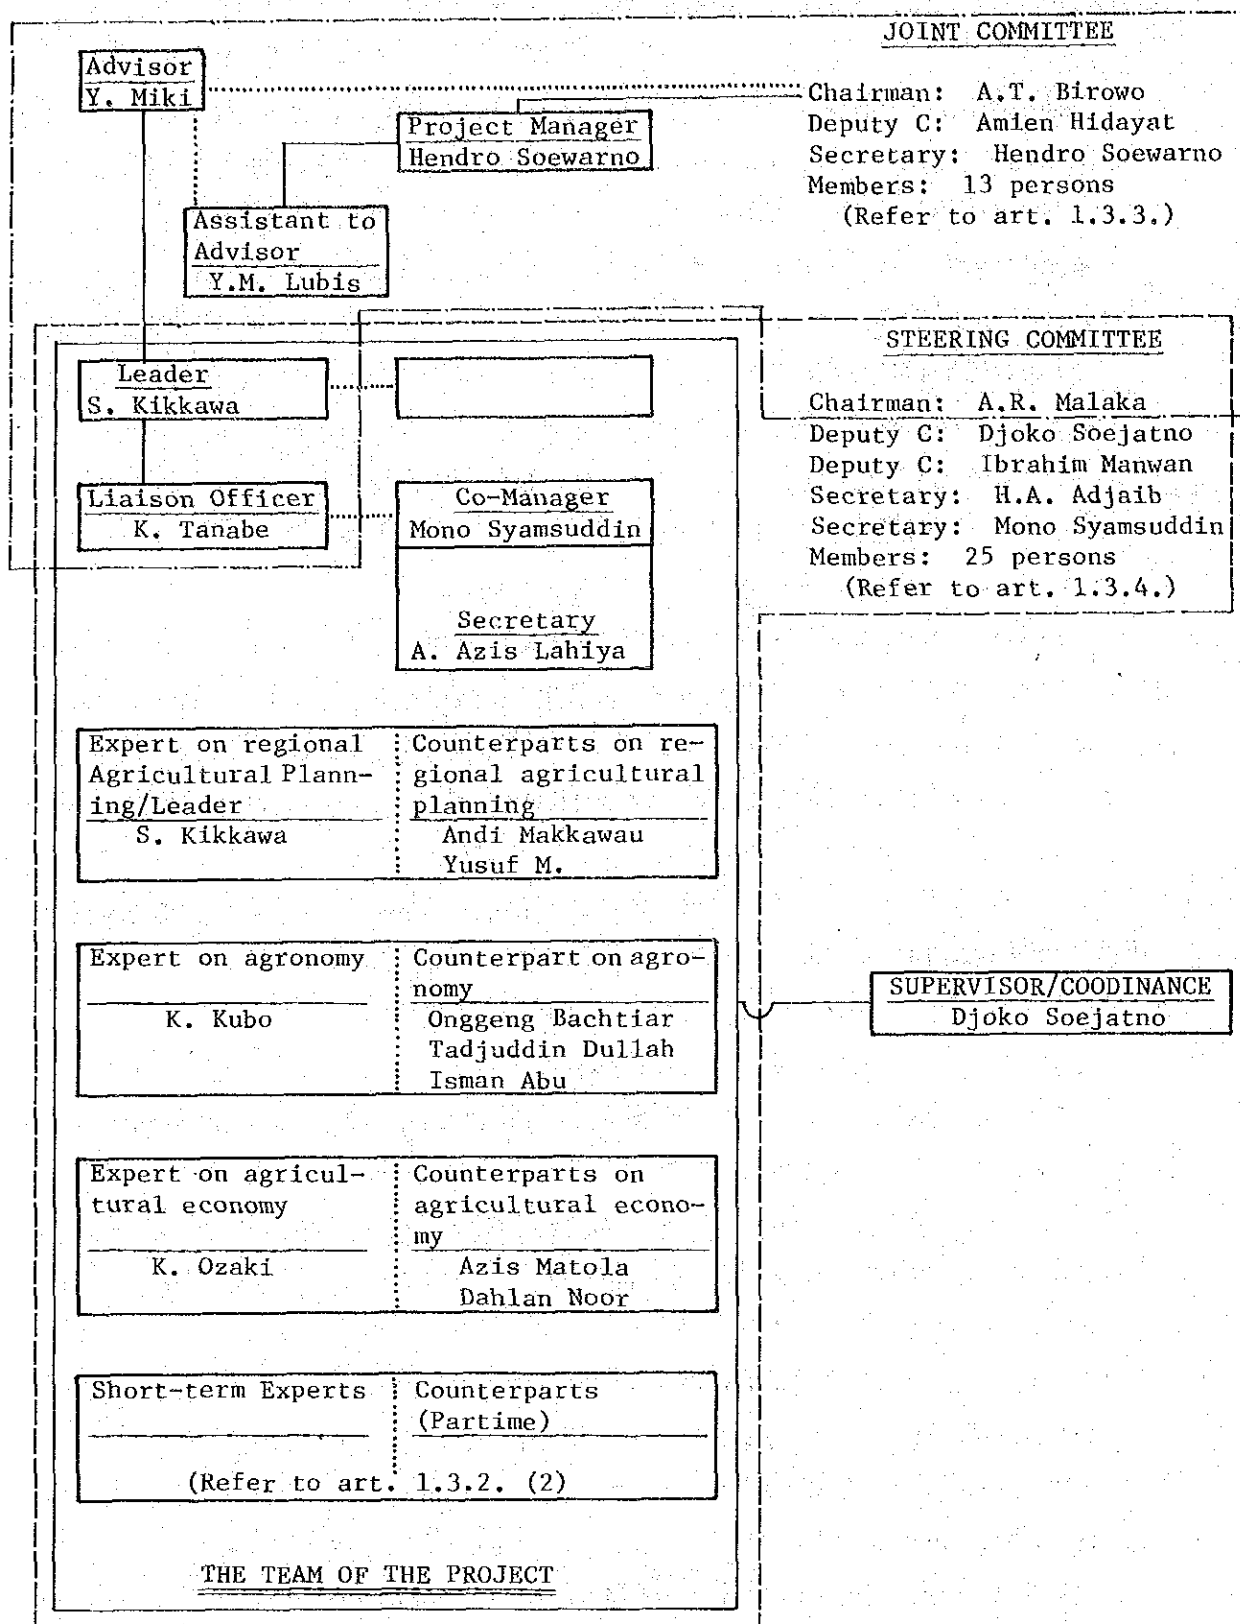 JOINT COMMITTEE
Advisor
Y. Miki
Chairman: A.T. Birowo
Deputy C: Amien Hidayat
Secretary: Hendro Soewarno
Members: 13 persons
(Refer to art. 1.3.3.)
Project Manager
Hendro Soewarno
Assistant to
Advisor
Y.M. Lubis
STEERING COMMITTEE
Chairman: A.R. Malaka
Deputy C: Djoko Soejatno
Deputy C: Ibrahim Manwan
Secretary: H.A. Adjaib
Secretary: Mono Syamsuddin
Members: 25 persons
(Refer to art. 1.3.4.)
Leader
S. Kikkawa
Liaison Officer
K. Tanabe
Co-Manager
Mono Syamsuddin
Secretary
A. Azis Lahiya
Expert on regional
Agricultural Plann-
ing/Leader
S. Kikkawa
Counterparts on re-
gional agricultural
planning
Andi Makkawau
Yusuf M.
Expert on agronomy
K. Kubo
Counterpart on agro-
nomy
Onggeng Bachtiar
Tadjuddin Dullah
Isman Abu
SUPERVISOR/COODINANCE
Djoko Soejatno
Expert on agricul-
tural economy
K. Ozaki
Counterparts on
agricultural econo-
my
Azis Matola
Dahlan Noor
Short-term Experts
Counterparts
(Partime)
(Refer to art. 1.3.2. (2)
THE TEAM OF THE PROJECT